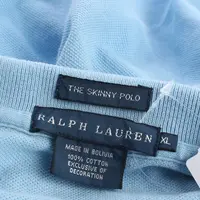 THE SKINNY POLO
RALPH LAUREN
XL
MADE IN BOLIVIA
100% COTTON
EXCLUSIVE OF
DECORATION